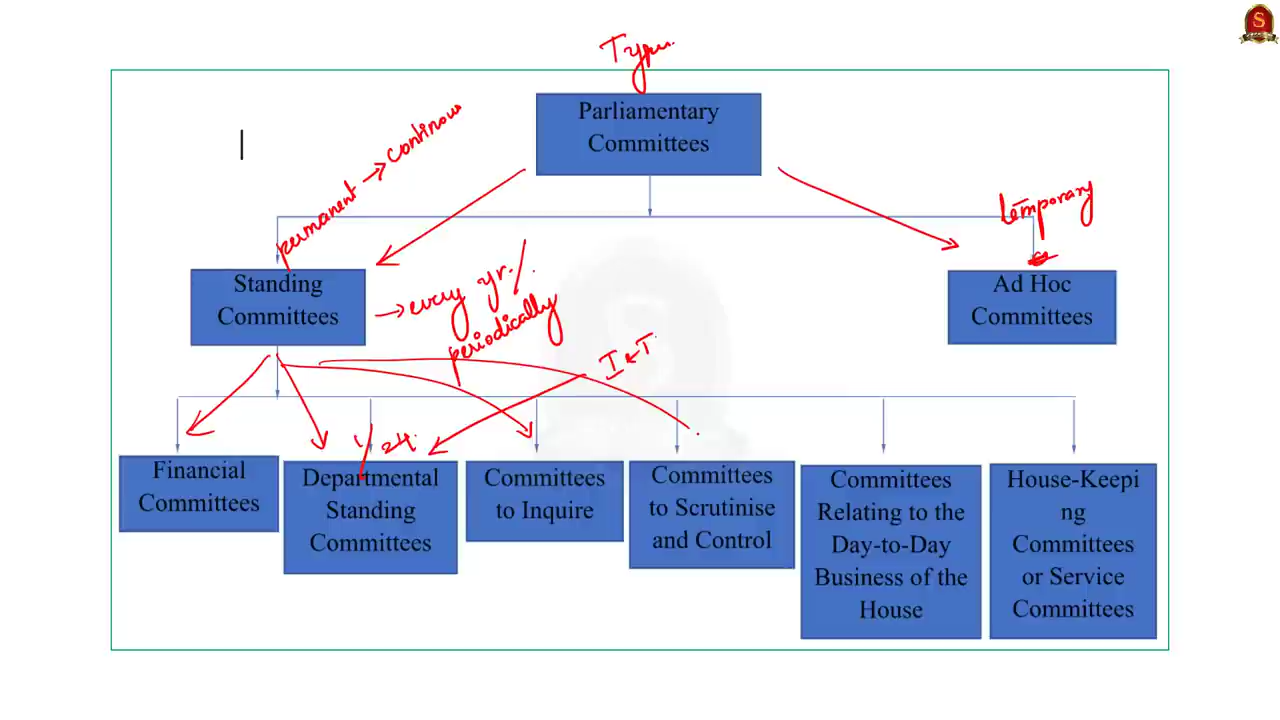 Types
Parliamentary
Committees
permanent → continous
temporary
Standing
Committees
→ every yr. /
periodically
Ad Hoc
Committees
I & T
1/24
Financial
Committees
Departmental
Standing
Committees
Committees
to Inquire
Committees
to Scrutinise
and Control
Committees
Relating to the
Day-to-Day
Business of the
House
House-Keepi
ng
Committees
or Service
Committees
S